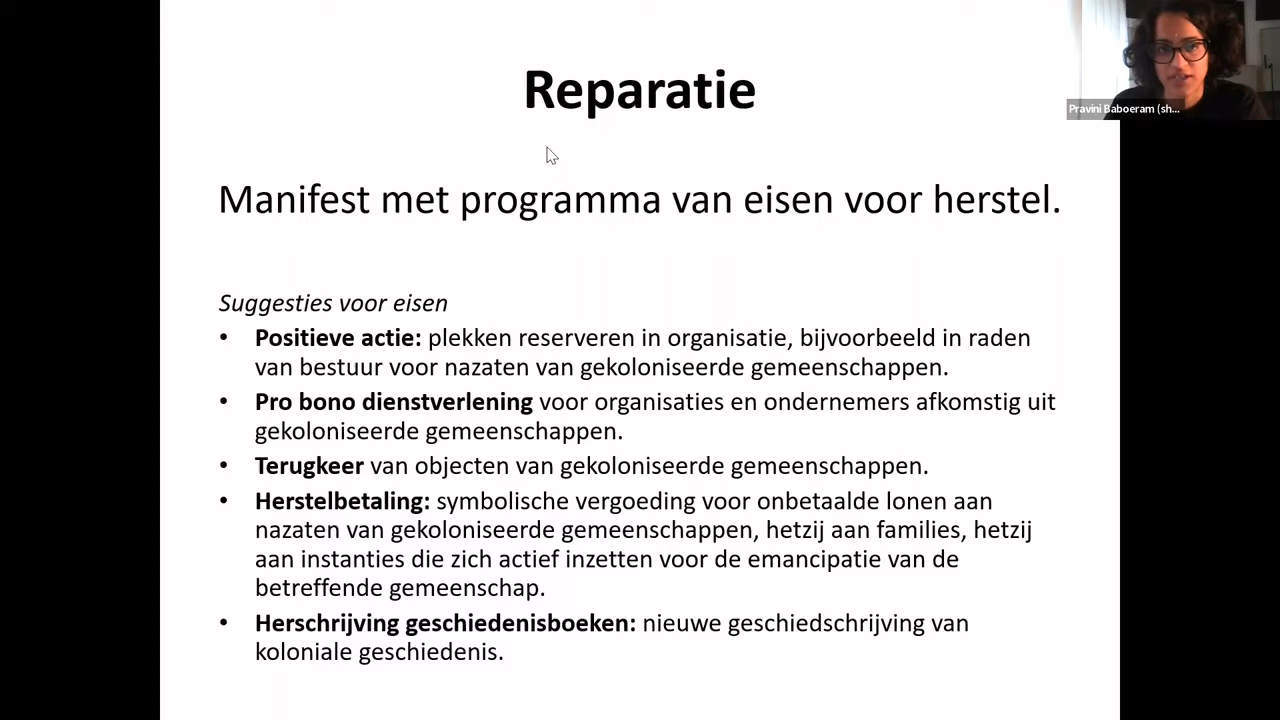 Reparatie
Pravini Baboeram (sh...
Manifest met programma van eisen voor herstel.
Suggesties voor eisen
• Positieve actie: plekken reserveren in organisatie, bijvoorbeeld in raden
van bestuur voor nazaten van gekoloniseerde gemeenschappen.
• Pro bono dienstverlening voor organisaties en ondernemers afkomstig uit
gekoloniseerde gemeenschappen.
• Terugkeer van objecten van gekoloniseerde gemeenschappen.
• Herstelbetaling: symbolische vergoeding voor onbetaalde lonen aan
nazaten van gekoloniseerde gemeenschappen, hetzij aan families, hetzij
aan instanties die zich actief inzetten voor de emancipatie van de
betreffende gemeenschap.
• Herschrijving geschiedenisboeken: nieuwe geschiedschrijving van
koloniale geschiedenis.